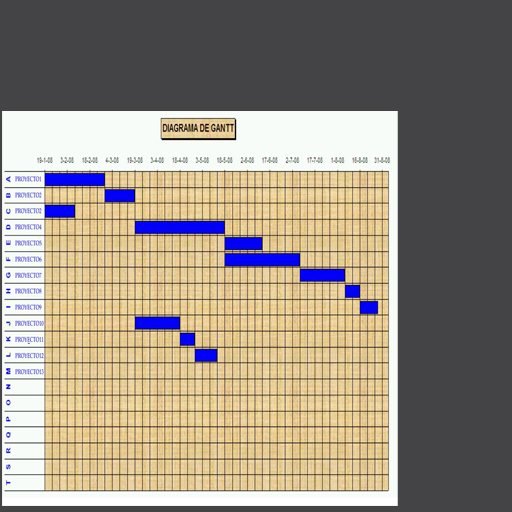 DIAGRAMA DE GANTT
19-1-08 3-2-08 18-2-08 4-3-08 19-3-08 3-4-08 18-4-08 3-5-08 18-5-08 2-6-08 17-6-08 2-7-08 17-7-08 1-8-08 16-8-08 31-8-08
A PROYECTO1
B PROYECTO2
C PROYECTO3
D PROYECTO4
E PROYECTO5
F PROYECTO6
G PROYECTO7
H PROYECTO8
I PROYECTO9
J PROYECTO10
K PROYECTO11
L PROYECTO12
M PROYECTO13
N
O
P
Q
R
S
T